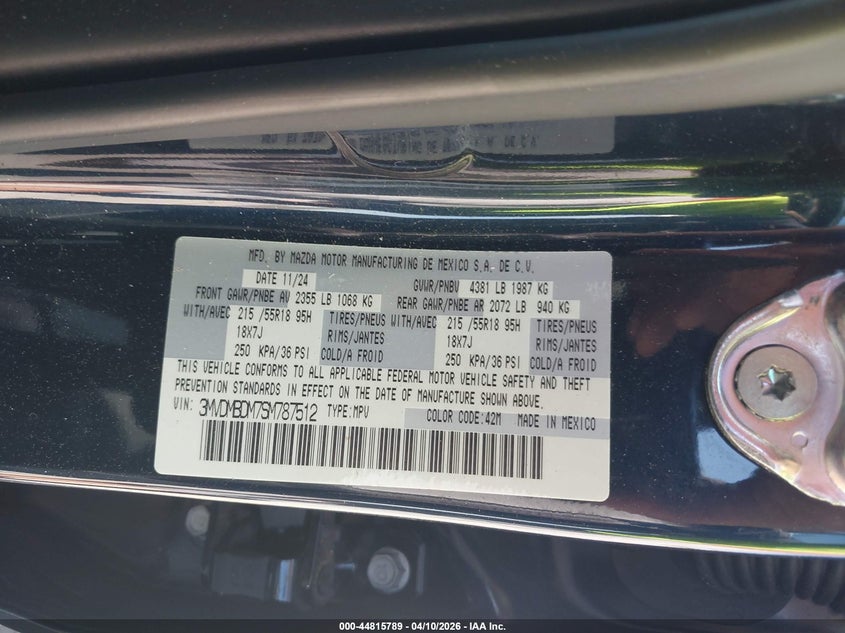 MFD. BY MAZDA MOTOR MANUFACTURING DE MEXICO S.A. DE C.V.
DATE 11/24 GVWR/PNBV 4381 LB 1987 KG
FRONT GAWR/PNBE AV 2355 LB 1068 KG REAR GAWR/PNBE AR 2072 LB 940 KG
WITH/AVEC 215 /55R18 95H TIRES/PNEUS WITH/AVEC 215 /55R18 95H TIRES/PNEUS
18X7J RIMS/JANTES 18X7J RIMS/JANTES
250 KPA/36 PSI COLD/A FROID 250 KPA/36 PSI COLD/A FROID
THIS VEHICLE CONFORMS TO ALL APPLICABLE FEDERAL MOTOR VEHICLE SAFETY AND THEFT
PREVENTION STANDARDS IN EFFECT ON THE DATE OF MANUFACTURE SHOWN ABOVE.
VIN: 3MVDMBDM7SM787512 TYPE:MPV COLOR CODE:42M MADE IN MEXICO
000-44815789 - 04/10/2026 - IAA Inc.